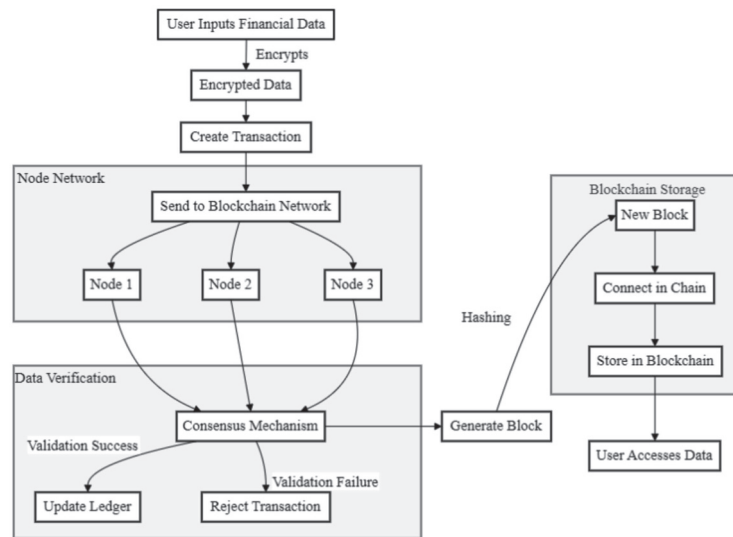 User Inputs Financial Data
Encrypts
Encrypted Data
Create Transaction
Node Network
Send to Blockchain Network
Node 1
Node 2
Node 3
Data Verification
Consensus Mechanism
Validation Success
Validation Failure
Update Ledger
Reject Transaction
Generate Block
Hashing
Blockchain Storage
New Block
Connect in Chain
Store in Blockchain
User Accesses Data